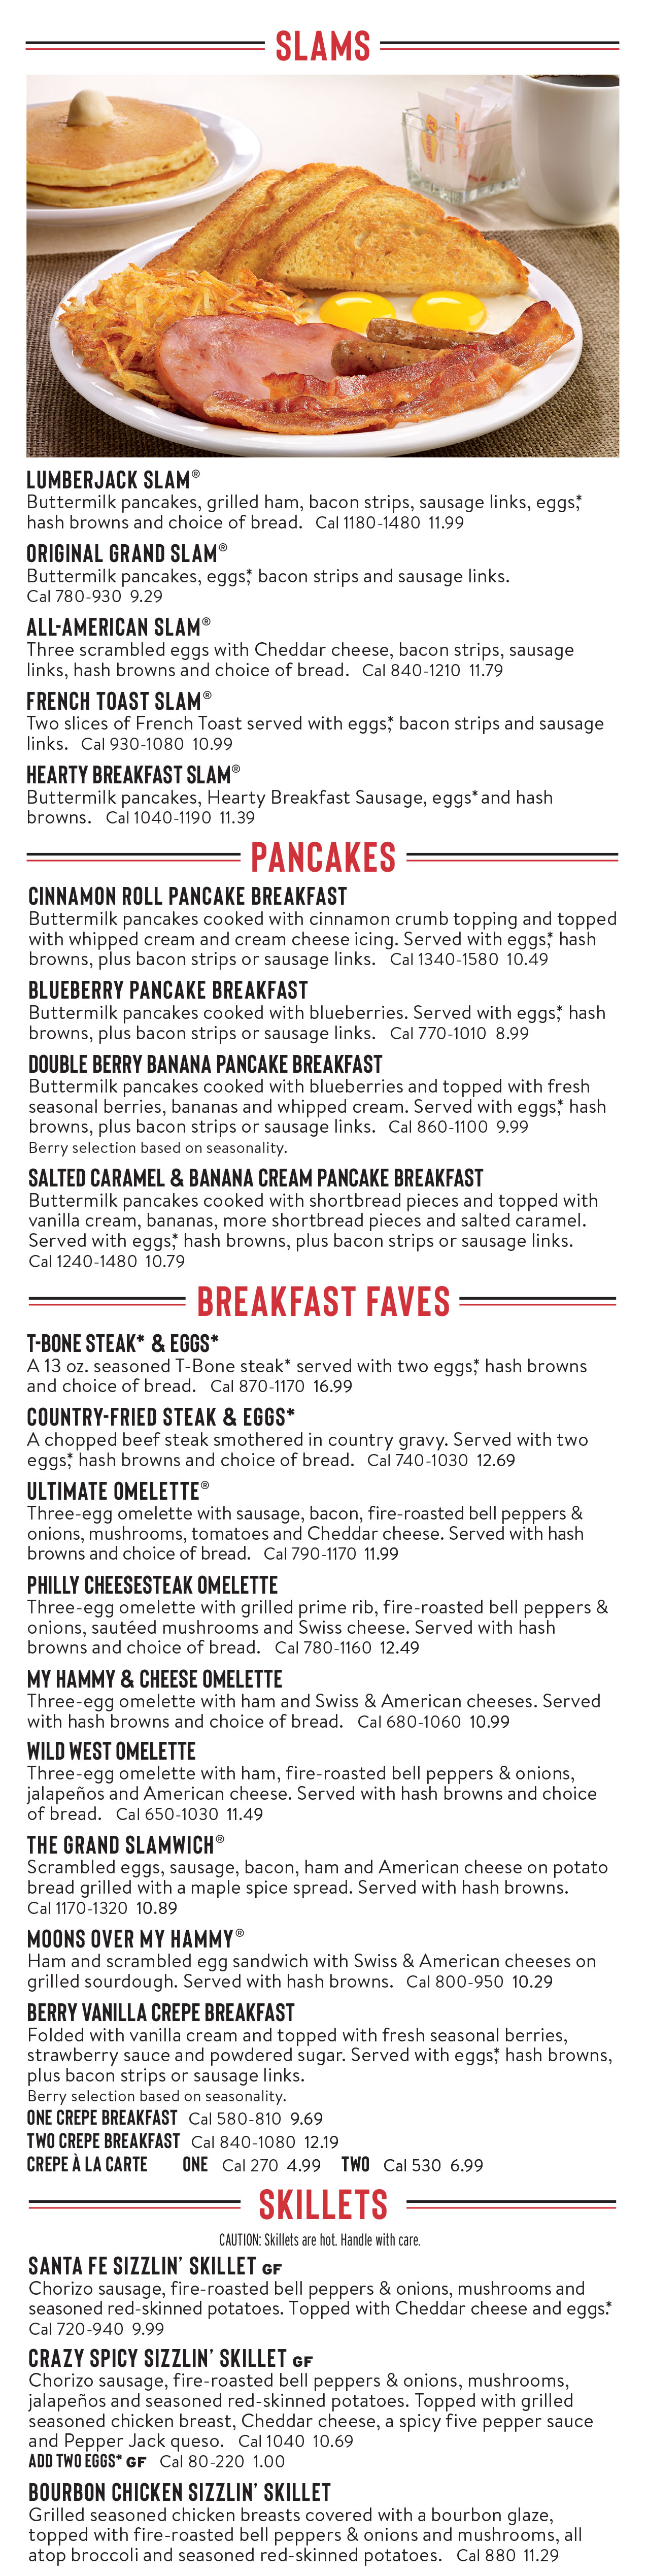 SLAMS
LUMBERJACK SLAM®
Buttermilk pancakes, grilled ham, bacon strips, sausage links, eggs,*
hash browns and choice of bread. Cal 1180-1480 11.99
ORIGINAL GRAND SLAM®
Buttermilk pancakes, eggs,* bacon strips and sausage links.
Cal 780-930 9.29
ALL-AMERICAN SLAM®
Three scrambled eggs with Cheddar cheese, bacon strips, sausage
links, hash browns and choice of bread. Cal 840-1210 11.79
FRENCH TOAST SLAM®
Two slices of French Toast served with eggs,* bacon strips and sausage
links. Cal 930-1080 10.99
HEARTY BREAKFAST SLAM®
Buttermilk pancakes, Hearty Breakfast Sausage, eggs* and hash
browns. Cal 1040-1190 11.39
PANCAKES
CINNAMON ROLL PANCAKE BREAKFAST
Buttermilk pancakes cooked with cinnamon crumb topping and topped
with whipped cream and cream cheese icing. Served with eggs,* hash
browns, plus bacon strips or sausage links. Cal 1340-1580 10.49
BLUEBERRY PANCAKE BREAKFAST
Buttermilk pancakes cooked with blueberries. Served with eggs,* hash
browns, plus bacon strips or sausage links. Cal 770-1010 8.99
DOUBLE BERRY BANANA PANCAKE BREAKFAST
Buttermilk pancakes cooked with blueberries and topped with fresh
seasonal berries, bananas and whipped cream. Served with eggs,* hash
browns, plus bacon strips or sausage links. Cal 860-1100 9.99
Berry selection based on seasonality.
SALTED CARAMEL & BANANA CREAM PANCAKE BREAKFAST
Buttermilk pancakes cooked with shortbread pieces and topped with
vanilla cream, bananas, more shortbread pieces and salted caramel.
Served with eggs,* hash browns, plus bacon strips or sausage links.
Cal 1240-1480 10.79
BREAKFAST FAVES
T-BONE STEAK* & EGGS*
A 13 oz. seasoned T-Bone steak* served with two eggs,* hash browns
and choice of bread. Cal 870-1170 16.99
COUNTRY-FRIED STEAK & EGGS*
A chopped beef steak smothered in country gravy. Served with two
eggs,* hash browns and choice of bread. Cal 740-1030 12.69
ULTIMATE OMELETTE®
Three-egg omelette with sausage, bacon, fire-roasted bell peppers &
onions, mushrooms, tomatoes and Cheddar cheese. Served with hash
browns and choice of bread. Cal 790-1170 11.99
PHILLY CHEESESTEAK OMELETTE
Three-egg omelette with grilled prime rib, fire-roasted bell peppers &
onions, sautéed mushrooms and Swiss cheese. Served with hash
browns and choice of bread. Cal 780-1160 12.49
MY HAMMY & CHEESE OMELETTE
Three-egg omelette with ham and Swiss & American cheeses. Served
with hash browns and choice of bread. Cal 680-1060 10.99
WILD WEST OMELETTE
Three-egg omelette with ham, fire-roasted bell peppers & onions,
jalapeños and American cheese. Served with hash browns and choice
of bread. Cal 650-1030 11.49
THE GRAND SLAMWICH®
Scrambled eggs, sausage, bacon, ham and American cheese on potato
bread grilled with a maple spice spread. Served with hash browns.
Cal 1170-1320 10.89
MOONS OVER MY HAMMY®
Ham and scrambled egg sandwich with Swiss & American cheeses on
grilled sourdough. Served with hash browns. Cal 800-950 10.29
BERRY VANILLA CREPE BREAKFAST
Folded with vanilla cream and topped with fresh seasonal berries,
strawberry sauce and powdered sugar. Served with eggs,* hash browns,
plus bacon strips or sausage links.
Berry selection based on seasonality.
ONE CREPE BREAKFAST Cal 580-810 9.69
TWO CREPE BREAKFAST Cal 840-1080 12.19
CREPE À LA CARTE ONE Cal 270 4.99 TWO Cal 530 6.99
SKILLETS
CAUTION: Skillets are hot. Handle with care.
SANTA FE SIZZLIN' SKILLET GF
Chorizo sausage, fire-roasted bell peppers & onions, mushrooms and
seasoned red-skinned potatoes. Topped with Cheddar cheese and eggs.*
Cal 720-940 9.99
CRAZY SPICY SIZZLIN' SKILLET GF
Chorizo sausage, fire-roasted bell peppers & onions, mushrooms,
jalapeños and seasoned red-skinned potatoes. Topped with grilled
seasoned chicken breast, Cheddar cheese, a spicy five pepper sauce
and Pepper Jack queso. Cal 1040 10.69
ADD TWO EGGS* GF Cal 80-220 1.00
BOURBON CHICKEN SIZZLIN' SKILLET
Grilled seasoned chicken breasts covered with a bourbon glaze,
topped with fire-roasted bell peppers & onions and mushrooms, all
atop broccoli and seasoned red-skinned potatoes. Cal 880 11.29